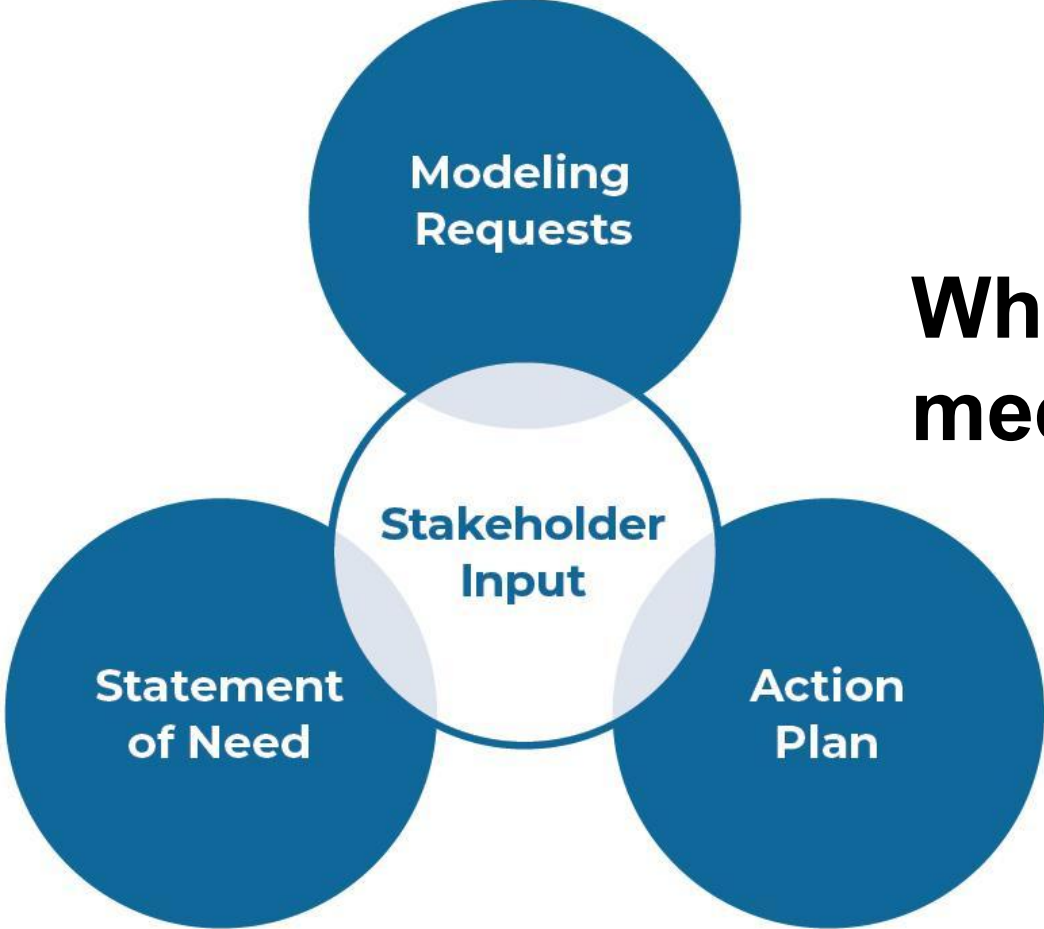 Modeling
Requests
Stakeholder
Input
Statement
of Need
Action
Plan